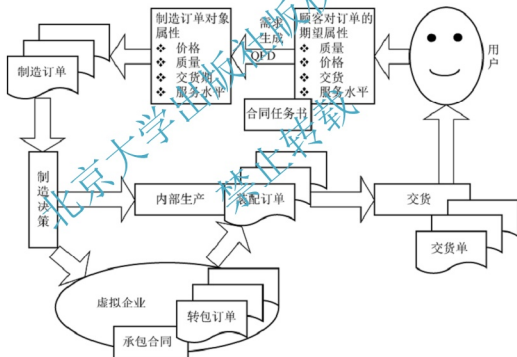 制造订单对象
属性
❖ 价格
❖ 质量
❖ 交货期
❖ 服务水平
需求
生成
QFD
顾客对订单的
期望属性
❖ 质量
❖ 价格
❖ 交货
❖ 服务水平
合同任务书
用户
制造订单
制造决策
内部生产
装配订单
交货
交货单
虚拟企业
转包订单
承包合同
北京大学出版社版权
禁止转载